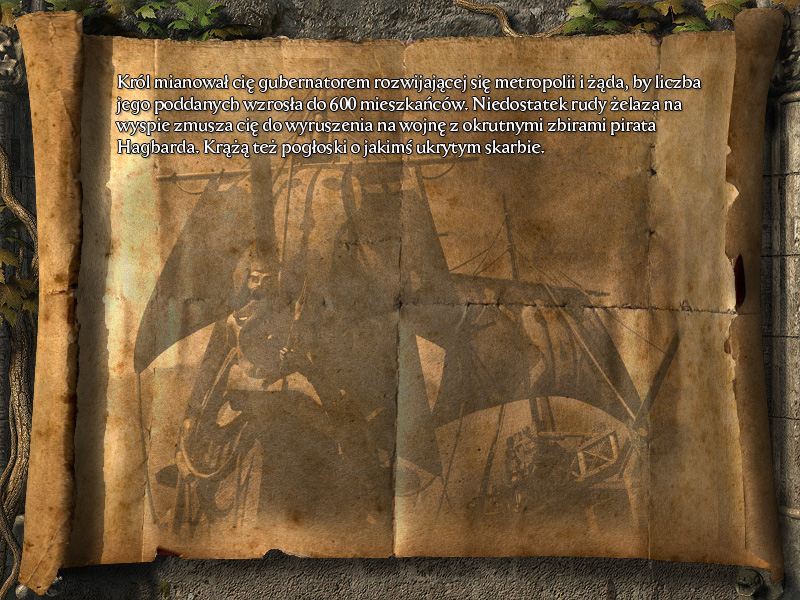 Król mianował cię gubernatorem rozwijającej się metropolii i żąda, by liczba
jego poddanych wzrosła do 600 mieszkańców. Niedostatek rudy żelaza na
wyspie zmusza cię do wyruszenia na wojnę z okrutnymi zbirami pirata
Hagbarda. Krążą też pogłoski o jakimś ukrytym skarbie.